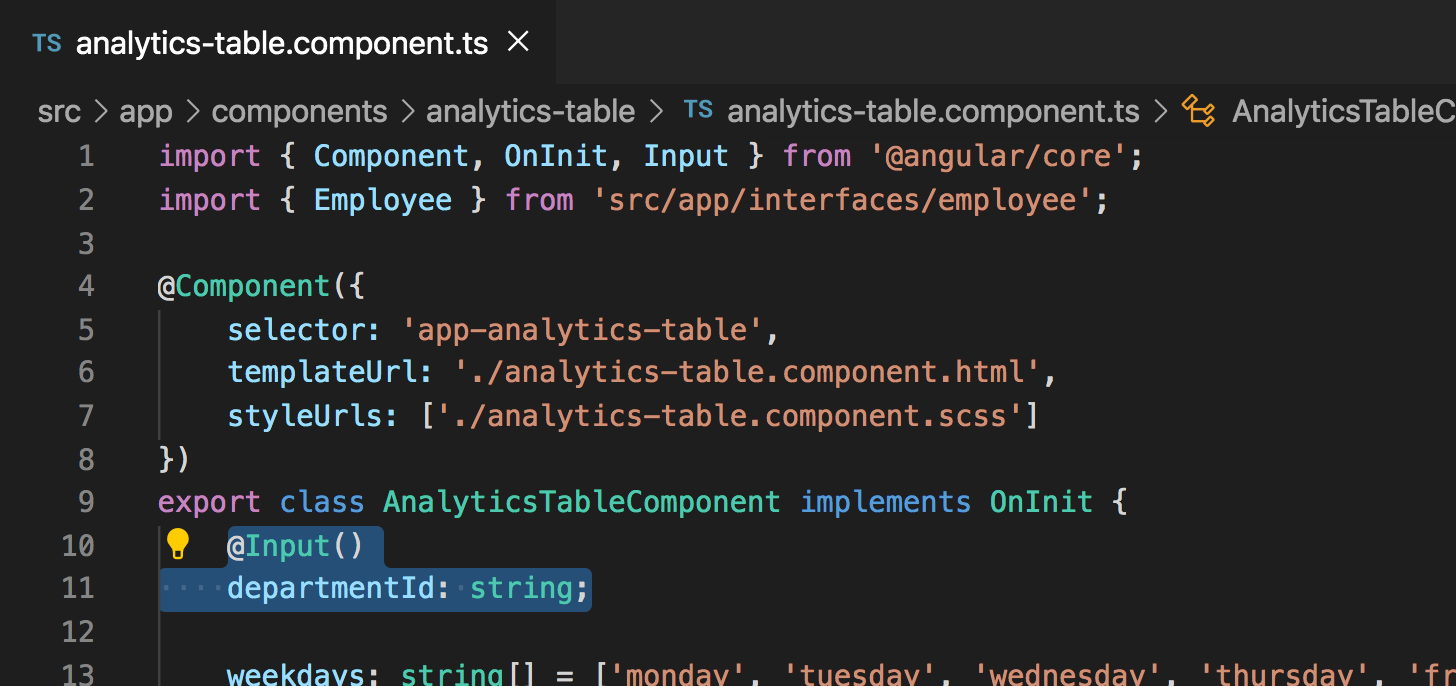 TS analytics-table.component.ts ×
src > app > components > analytics-table > TS analytics-table.component.ts > AnalyticsTableC
1 import { Component, OnInit, Input } from '@angular/core';
2 import { Employee } from 'src/app/interfaces/employee';
3
4 @Component({
5 selector: 'app-analytics-table',
6 templateUrl: './analytics-table.component.html',
7 styleUrls: ['./analytics-table.component.scss']
8 })
9 export class AnalyticsTableComponent implements OnInit {
10 @Input()
11 departmentId: string;
12
13 weekdays: string[] = ['monday', 'tuesday', 'wednesday', 'thursday', 'fr